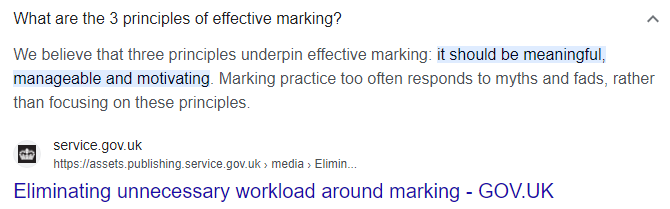 What are the 3 principles of effective marking?
We believe that three principles underpin effective marking: it should be meaningful,
manageable and motivating. Marking practice too often responds to myths and fads, rather
than focusing on these principles.
service.gov.uk
https://assets.publishing.service.gov.uk › media › Elimin...
Eliminating unnecessary workload around marking - GOV.UK